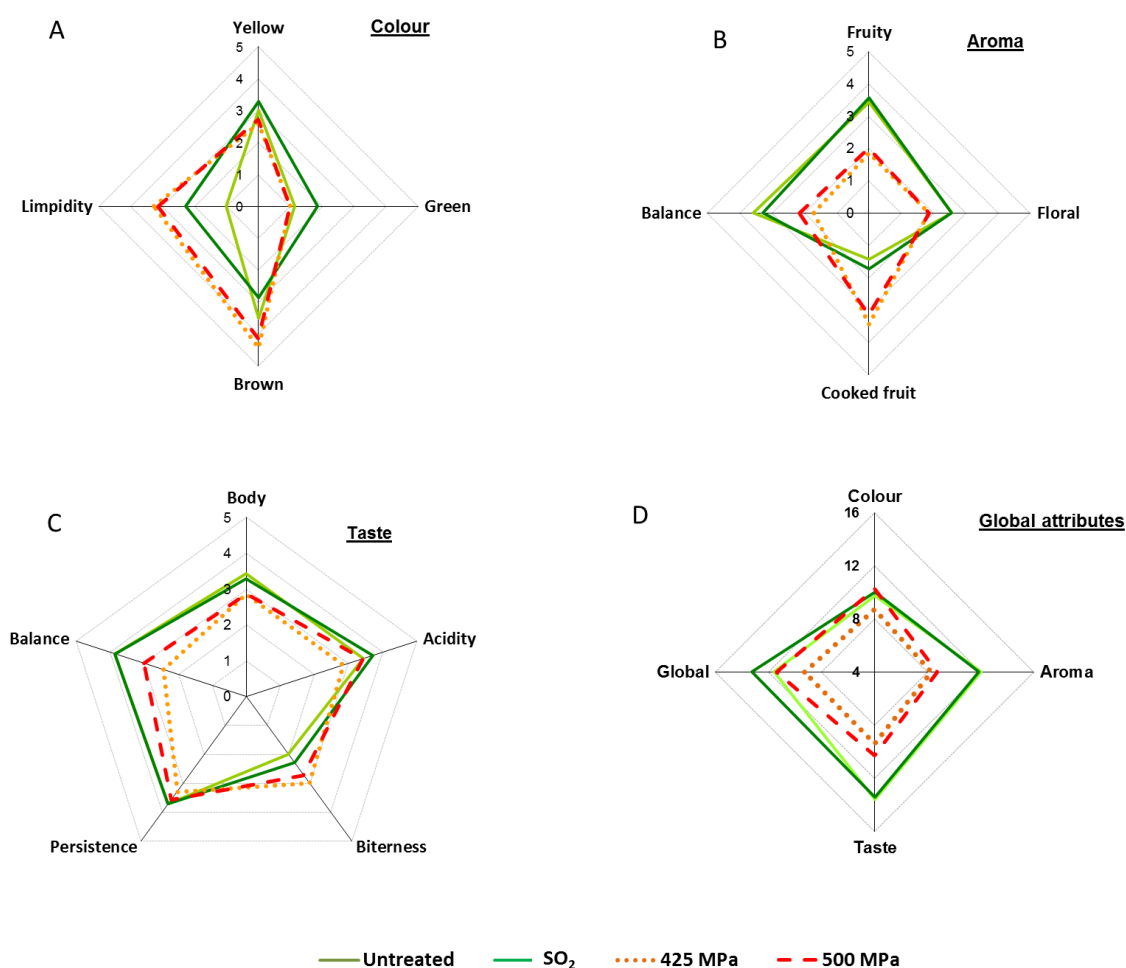 A
Colour
Yellow
5
4
3
2
1
0
Limpidity
Green
Brown
B
Aroma
Fruity
5
4
3
2
1
0
Balance
Floral
Cooked fruit
C
Taste
Body
5
4
3
2
1
0
Balance
Acidity
Persistence
Biterness
D
Global attributes
Colour
16
12
8
4
Global
Aroma
Taste
Untreated SO₂ 425 MPa 500 MPa